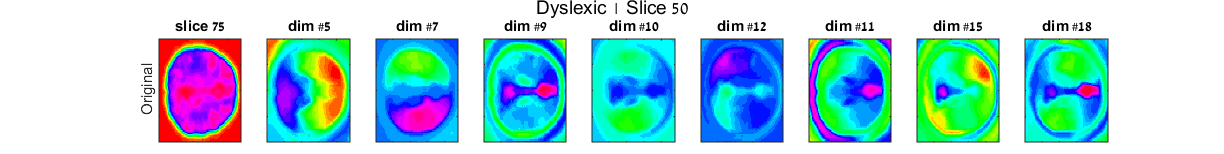 Dyslexic | Slice 50
slice 75 dim #5 dim #7 dim #9 dim #10 dim #12 dim #11 dim #15 dim #18
Original